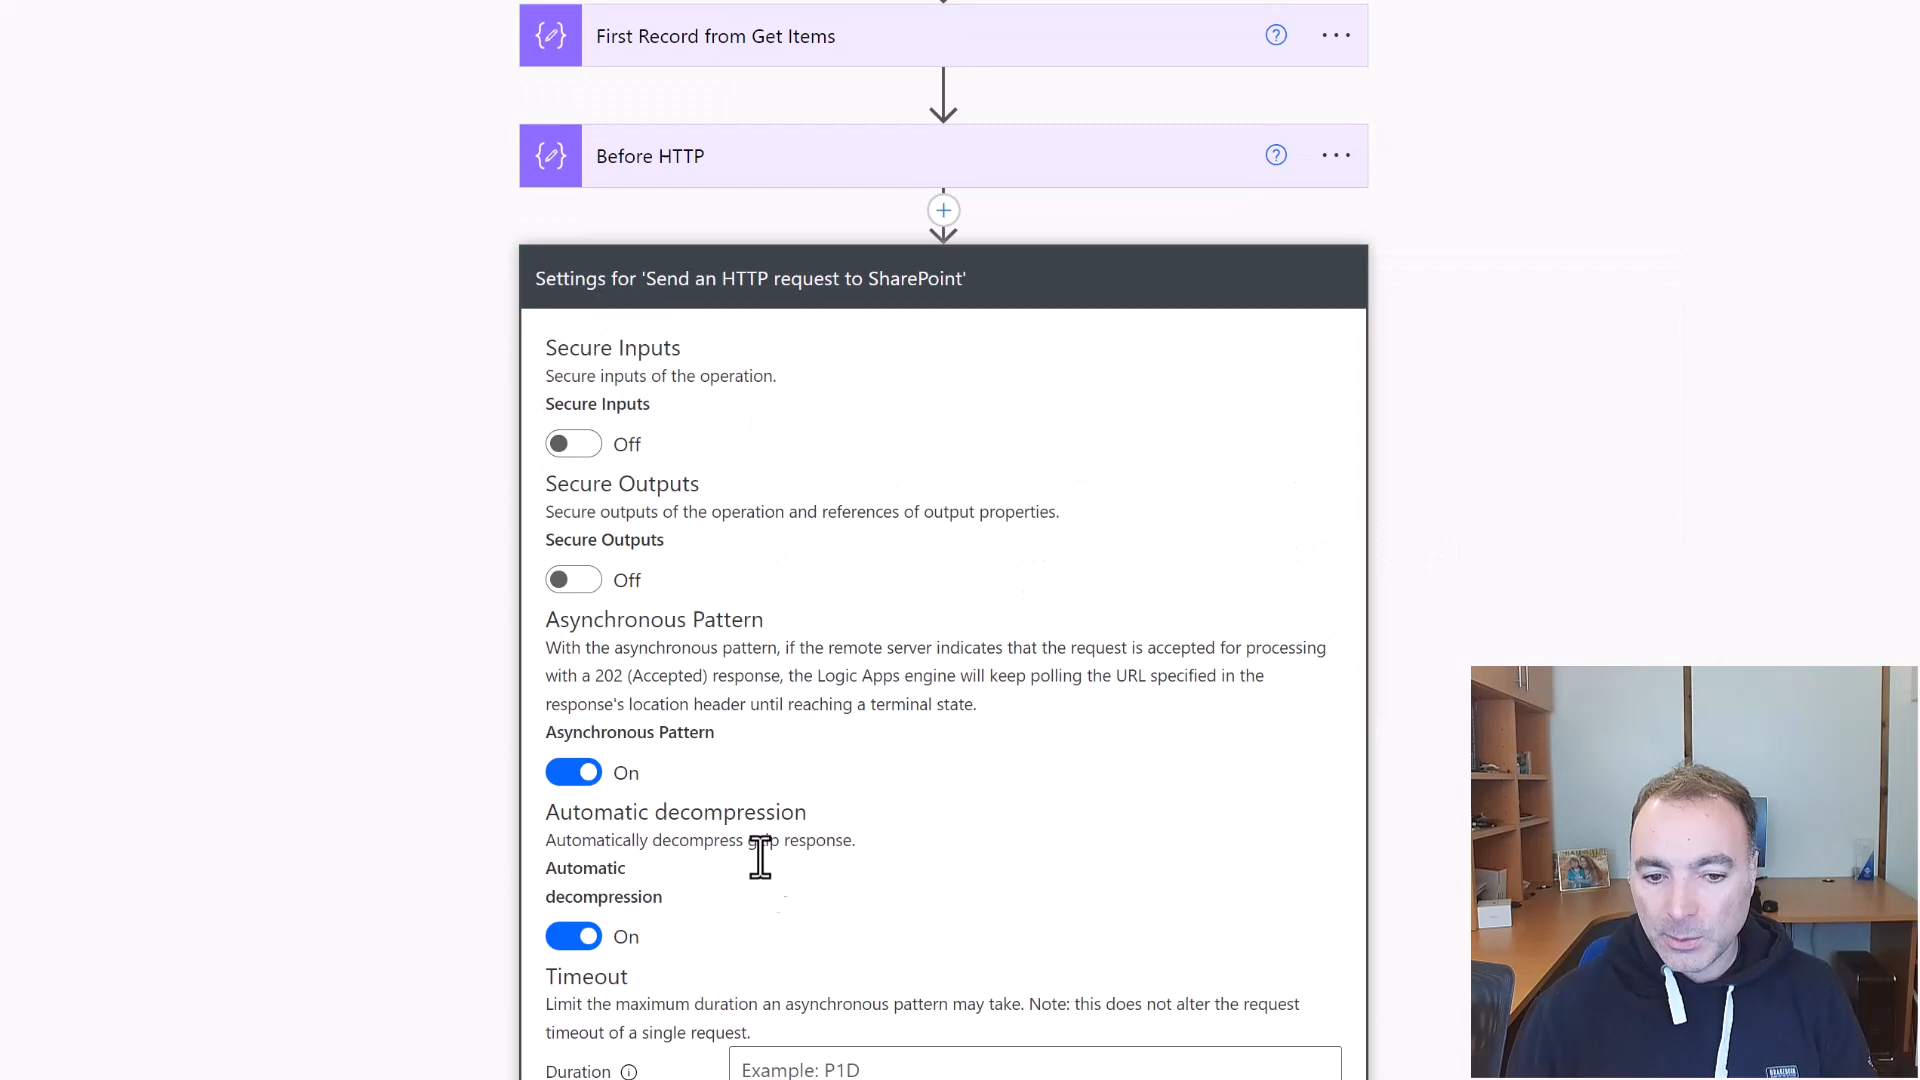 First Record from Get Items
Before HTTP
Settings for 'Send an HTTP request to SharePoint'
Secure Inputs
Secure inputs of the operation.
Secure Inputs
Off
Secure Outputs
Secure outputs of the operation and references of output properties.
Secure Outputs
Off
Asynchronous Pattern
With the asynchronous pattern, if the remote server indicates that the request is accepted for processing
with a 202 (Accepted) response, the Logic Apps engine will keep polling the URL specified in the
response's location header until reaching a terminal state.
Asynchronous Pattern
On
Automatic decompression
Automatically decompress response.
Automatic
decompression
On
Timeout
Limit the maximum duration an asynchronous pattern may take. Note: this does not alter the request
timeout of a single request.
Duration
Example: P1D